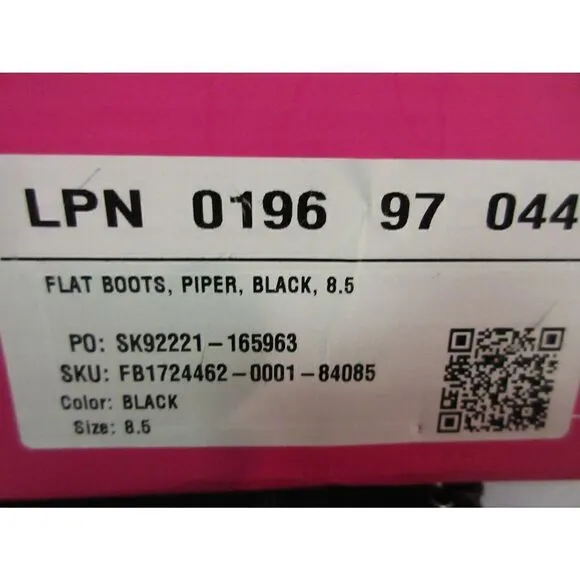 LPN 0196 97 044
FLAT BOOTS, PIPER, BLACK, 8.5
PO: SK92221-165963
SKU: FB1724462-0001-84085
Color: BLACK
Size: 8.5